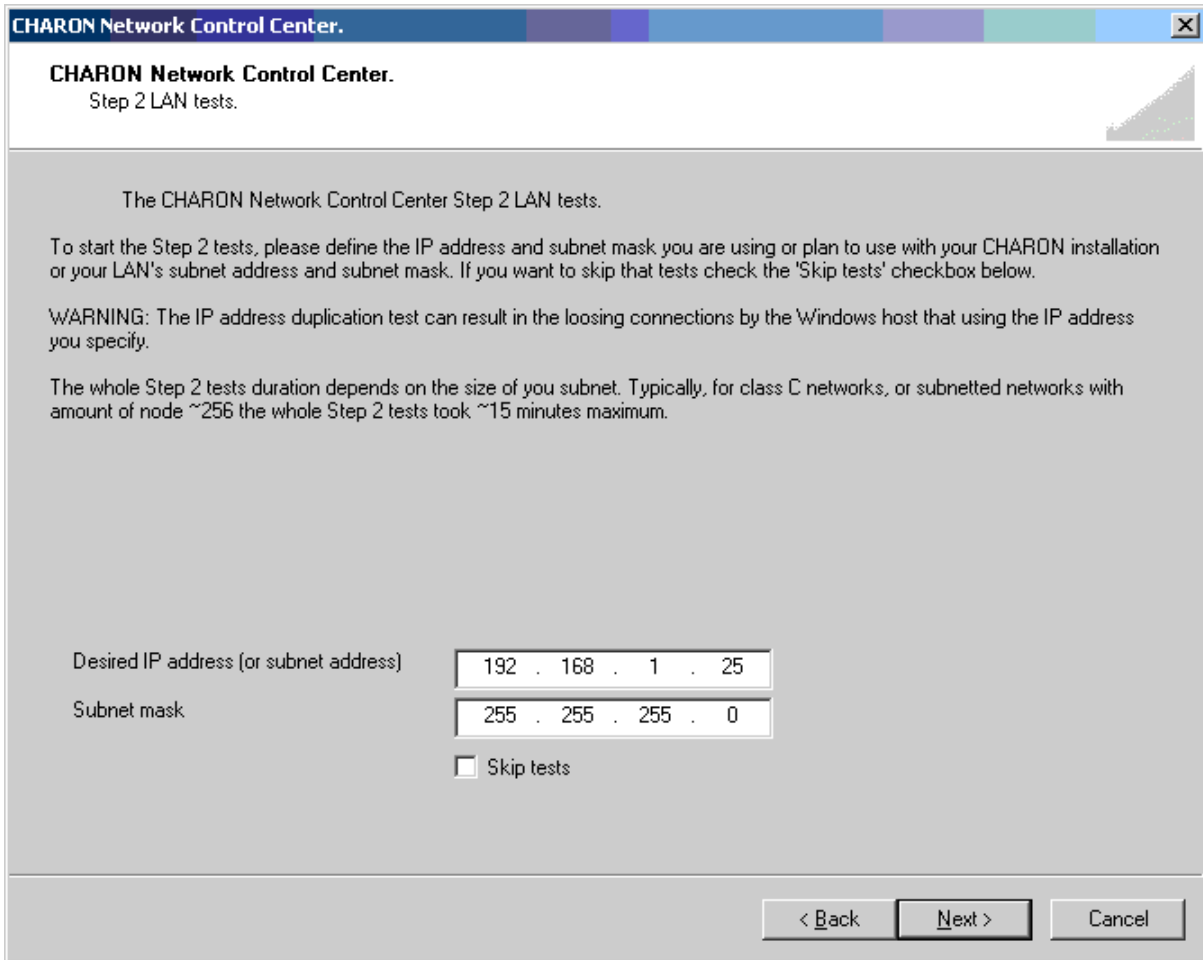 CHARON Network Control Center.
CHARON Network Control Center.
Step 2 LAN tests.
The CHARON Network Control Center Step 2 LAN tests.
To start the Step 2 tests, please define the IP address and subnet mask you are using or plan to use with your CHARON installation
or your LAN's subnet address and subnet mask. If you want to skip that tests check the 'Skip tests' checkbox below.
WARNING: The IP address duplication test can result in the loosing connections by the Windows host that using the IP address
you specify.
The whole Step 2 tests duration depends on the size of you subnet. Typically, for class C networks, or subnetted networks with
amount of node ~256 the whole Step 2 tests took ~15 minutes maximum.
Desired IP address (or subnet address) 192 . 168 . 1 . 25
Subnet mask 255 . 255 . 255 . 0
Skip tests
< Back Next > Cancel